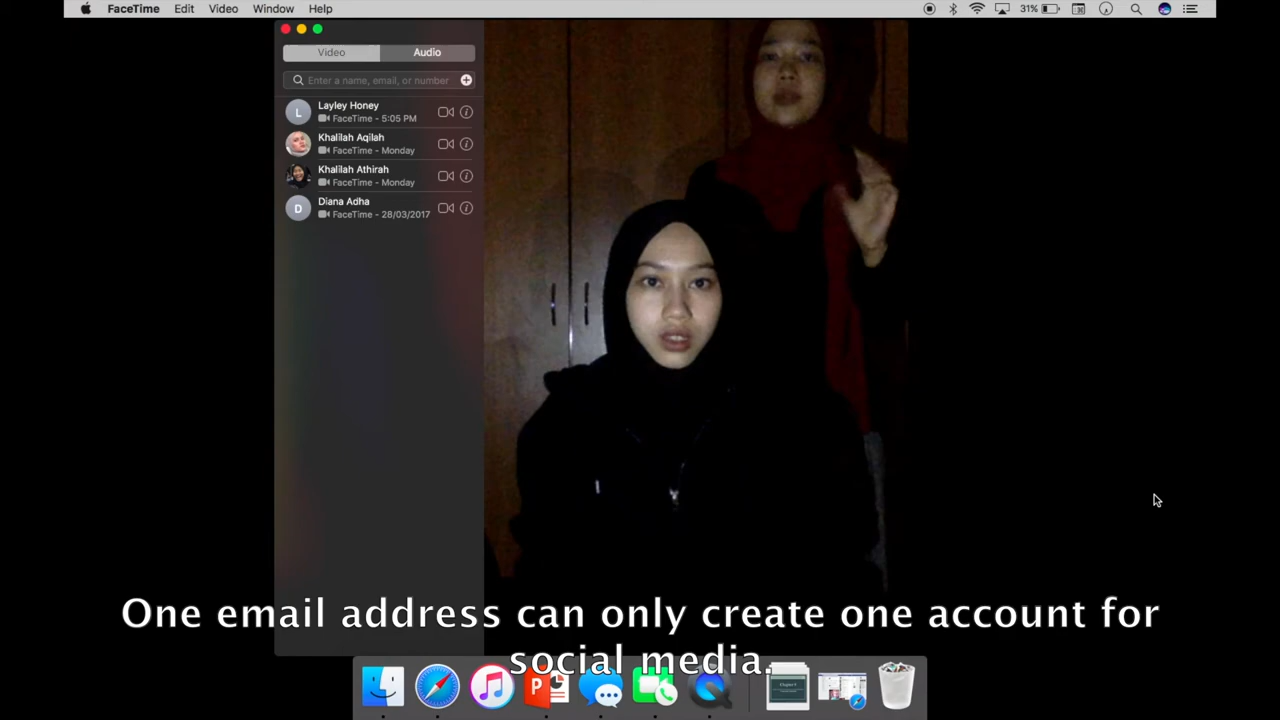 FaceTime Edit Video Window Help 31%
Video Audio
Enter a name, email, or number
L Layley Honey
FaceTime - 5:05 PM
Khalilah Aqilah
FaceTime - Monday
Khalilah Athirah
FaceTime - Monday
D Diana Adha
FaceTime - 28/03/2017
One email address can only create one account for
social media.